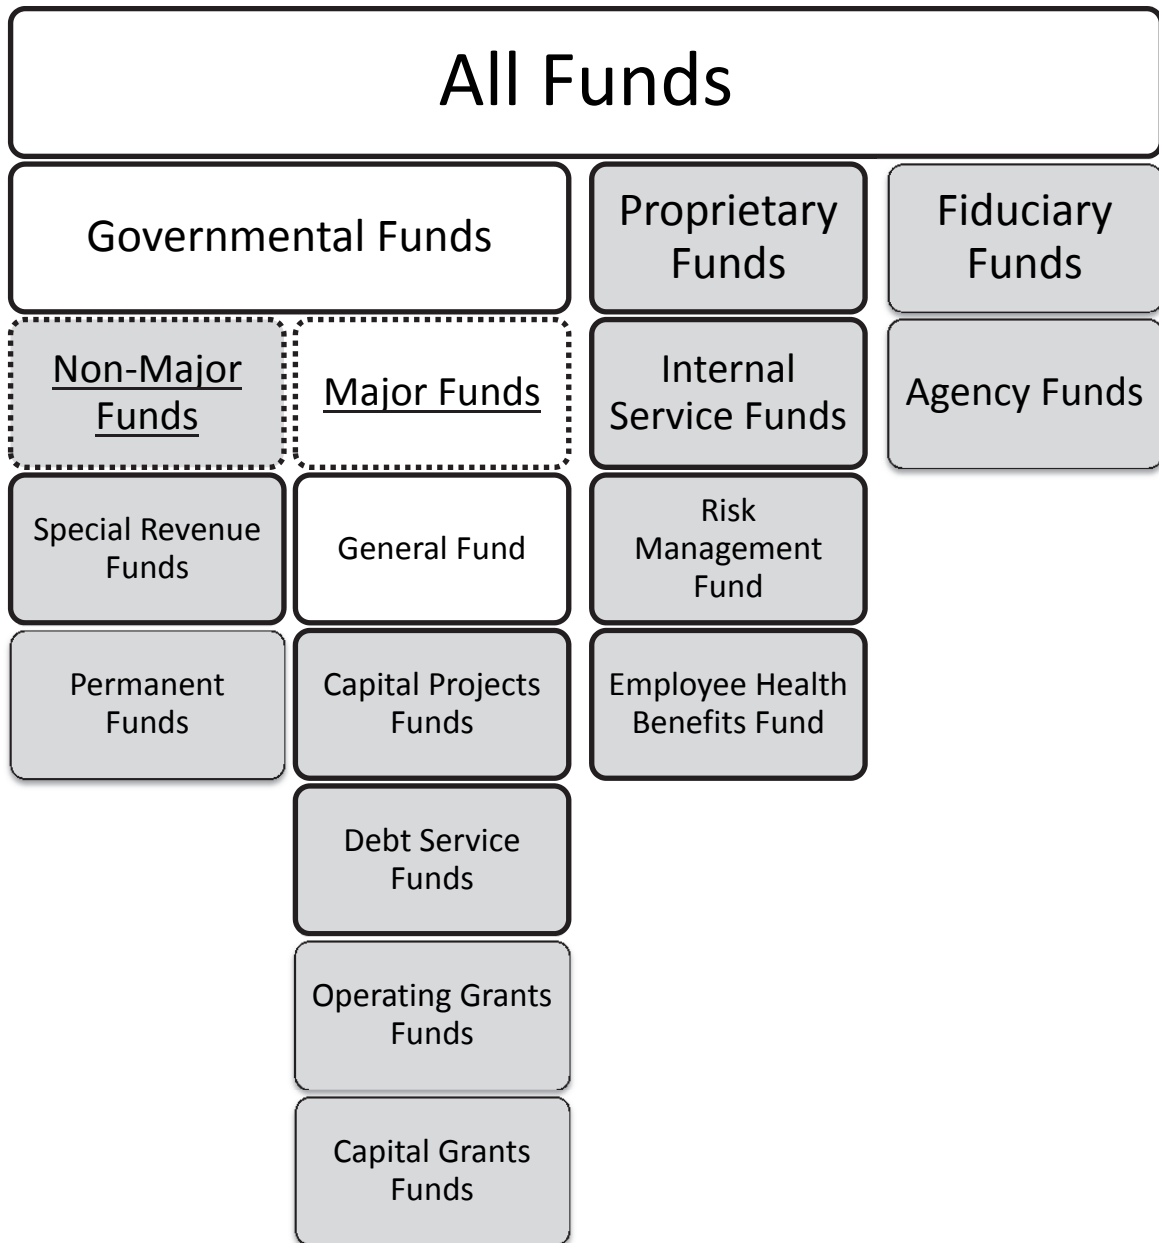 All Funds
Governmental Funds
Proprietary
Funds
Fiduciary
Funds
Non-Major
Funds
Major Funds
Internal
Service Funds
Agency Funds
Special Revenue
Funds
General Fund
Risk
Management
Fund
Permanent
Funds
Capital Projects
Funds
Employee Health
Benefits Fund
Debt Service
Funds
Operating Grants
Funds
Capital Grants
Funds